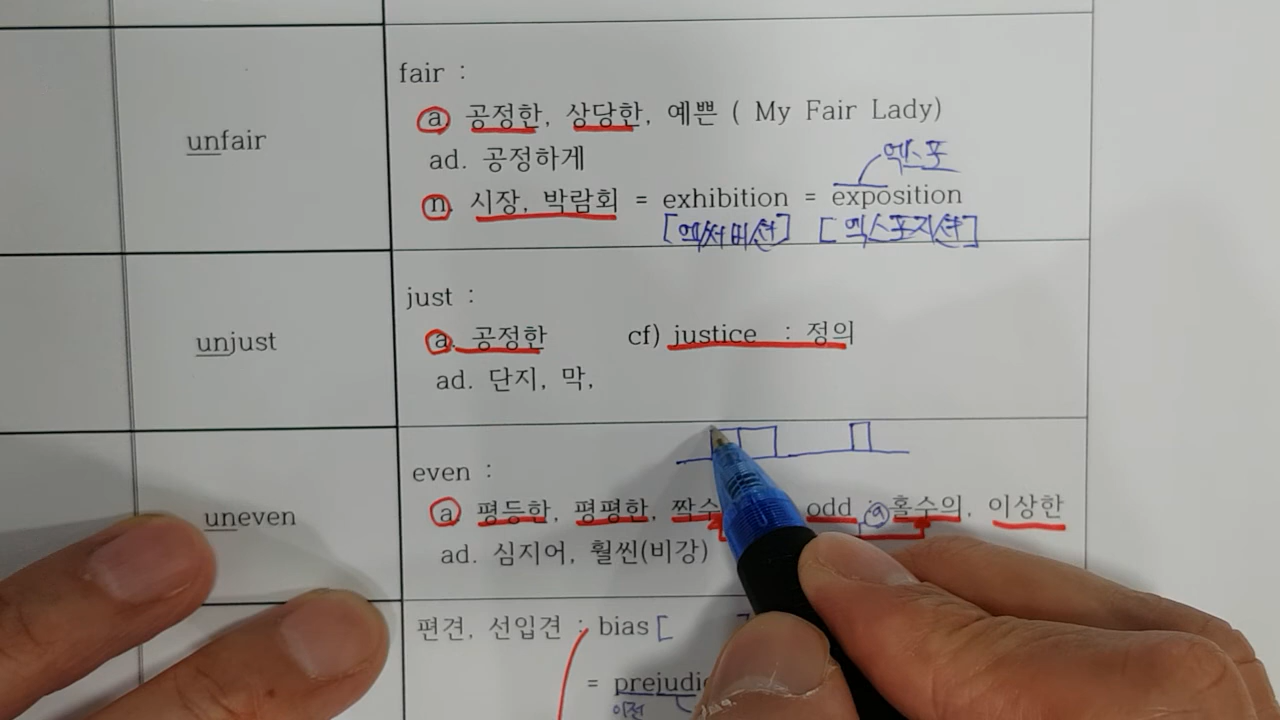 fair :
unfair
a. 공정한, 상당한, 예쁜 ( My Fair Lady)
엑스포
ad. 공정하게
n. 시장, 박람회 = exhibition = exposition
[엑서비션] [엑스포지션]
just :
unjust
a. 공정한 cf) justice : 정의
ad. 단지, 막,
even :
uneven
a 평등한, 평평한, 짝수 odd : a 홀수의, 이상한
ad. 심지어, 훨씬(비강)
편견, 선입견 : bias [ ]
= prejudi
이전